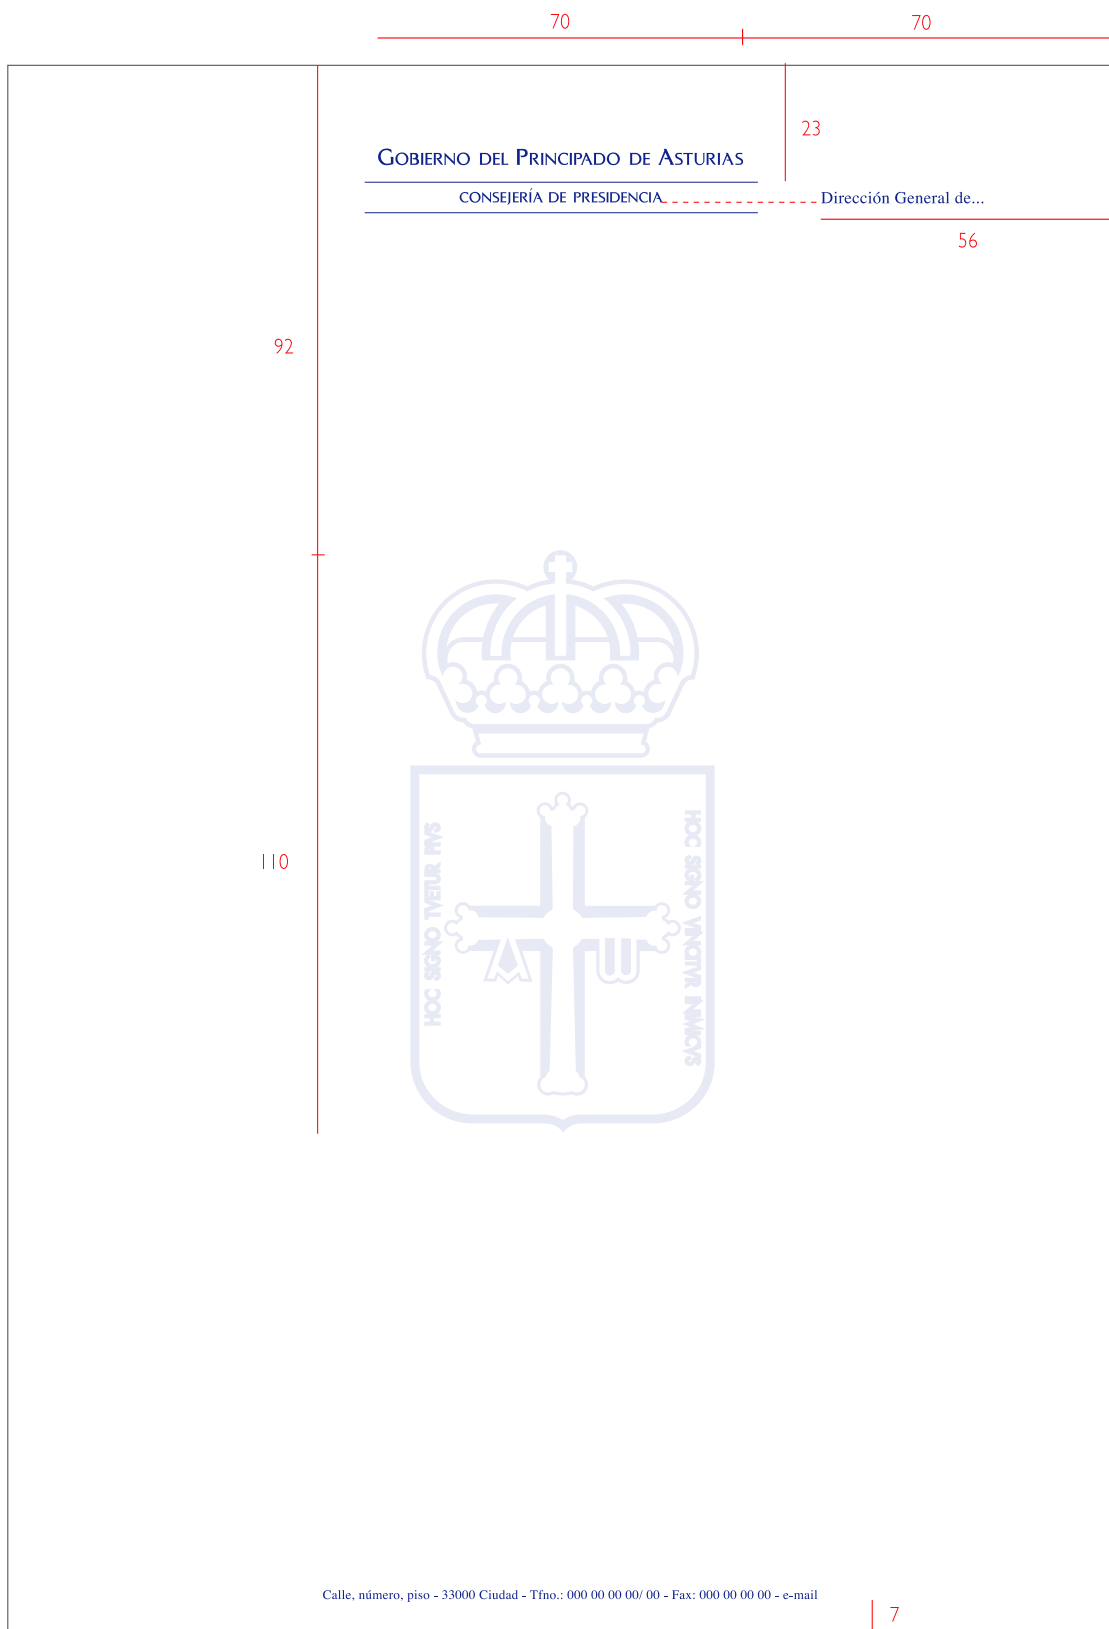 70 70
23
GOBIERNO DEL PRINCIPADO DE ASTURIAS
CONSEJERÍA DE PRESIDENCIA
Dirección General de...
56
92
110
HOC SIGNO TVETUR PIVS
HOC SIGNO VINCITVR INIMICVS
Calle, número, piso - 33000 Ciudad - Tfno.: 000 00 00 00/ 00 - Fax: 000 00 00 00 - e-mail
7